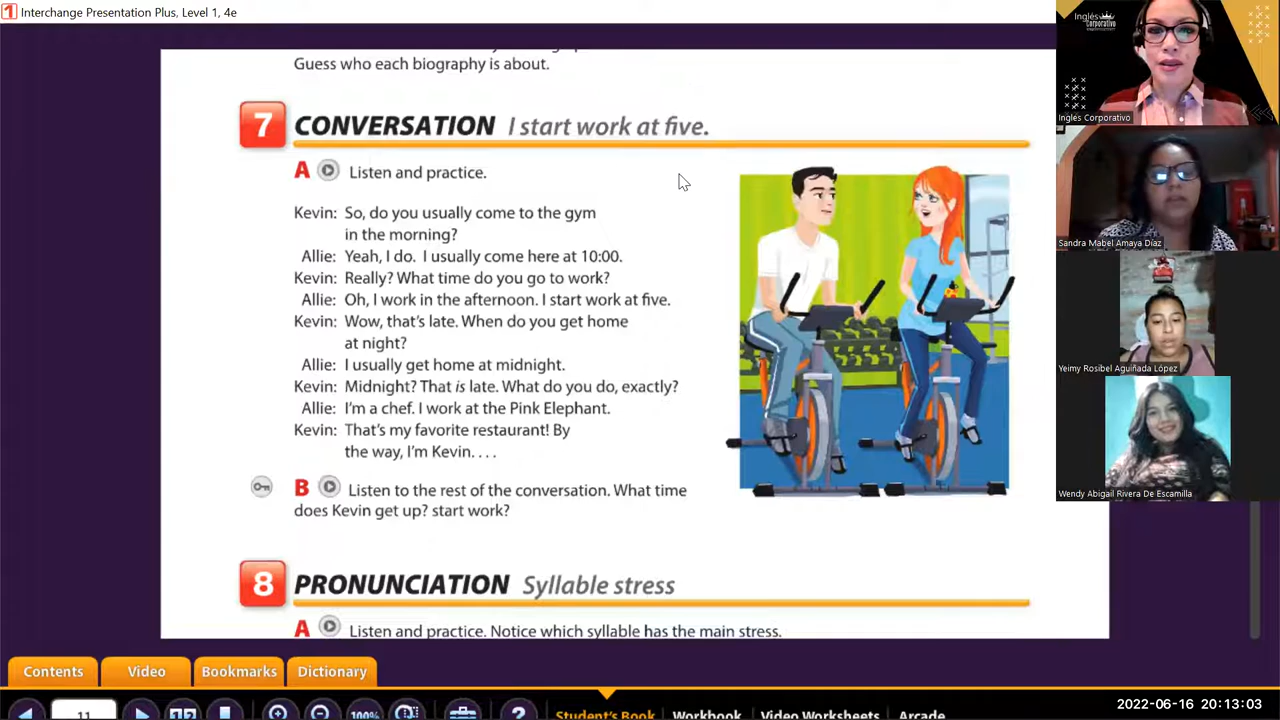 Interchange Presentation Plus, Level 1, 4e
Guess who each biography is about.
7 CONVERSATION I start work at five.
A Listen and practice.
Kevin: So, do you usually come to the gym
in the morning?
Allie: Yeah, I do. I usually come here at 10:00.
Kevin: Really? What time do you go to work?
Allie: Oh, I work in the afternoon. I start work at five.
Kevin: Wow, that's late. When do you get home
at night?
Allie: I usually get home at midnight.
Kevin: Midnight? That is late. What do you do, exactly?
Allie: I'm a chef. I work at the Pink Elephant.
Kevin: That's my favorite restaurant! By
the way, I'm Kevin. . . .
B Listen to the rest of the conversation. What time
does Kevin get up? start work?
8 PRONUNCIATION Syllable stress
A Listen and practice. Notice which syllable has the main stress.
Inglés
Corporativo
Inglés Corporativo
Sandra Mabel Amaya Díaz
Yeimy Rosibel Aguiñada López
Wendy Abigail Rivera De Escamilla
Contents Video Bookmarks Dictionary
11 100% ? Student's Book Workbook Video Worksheets Arcade
2022-06-16 20:13:03